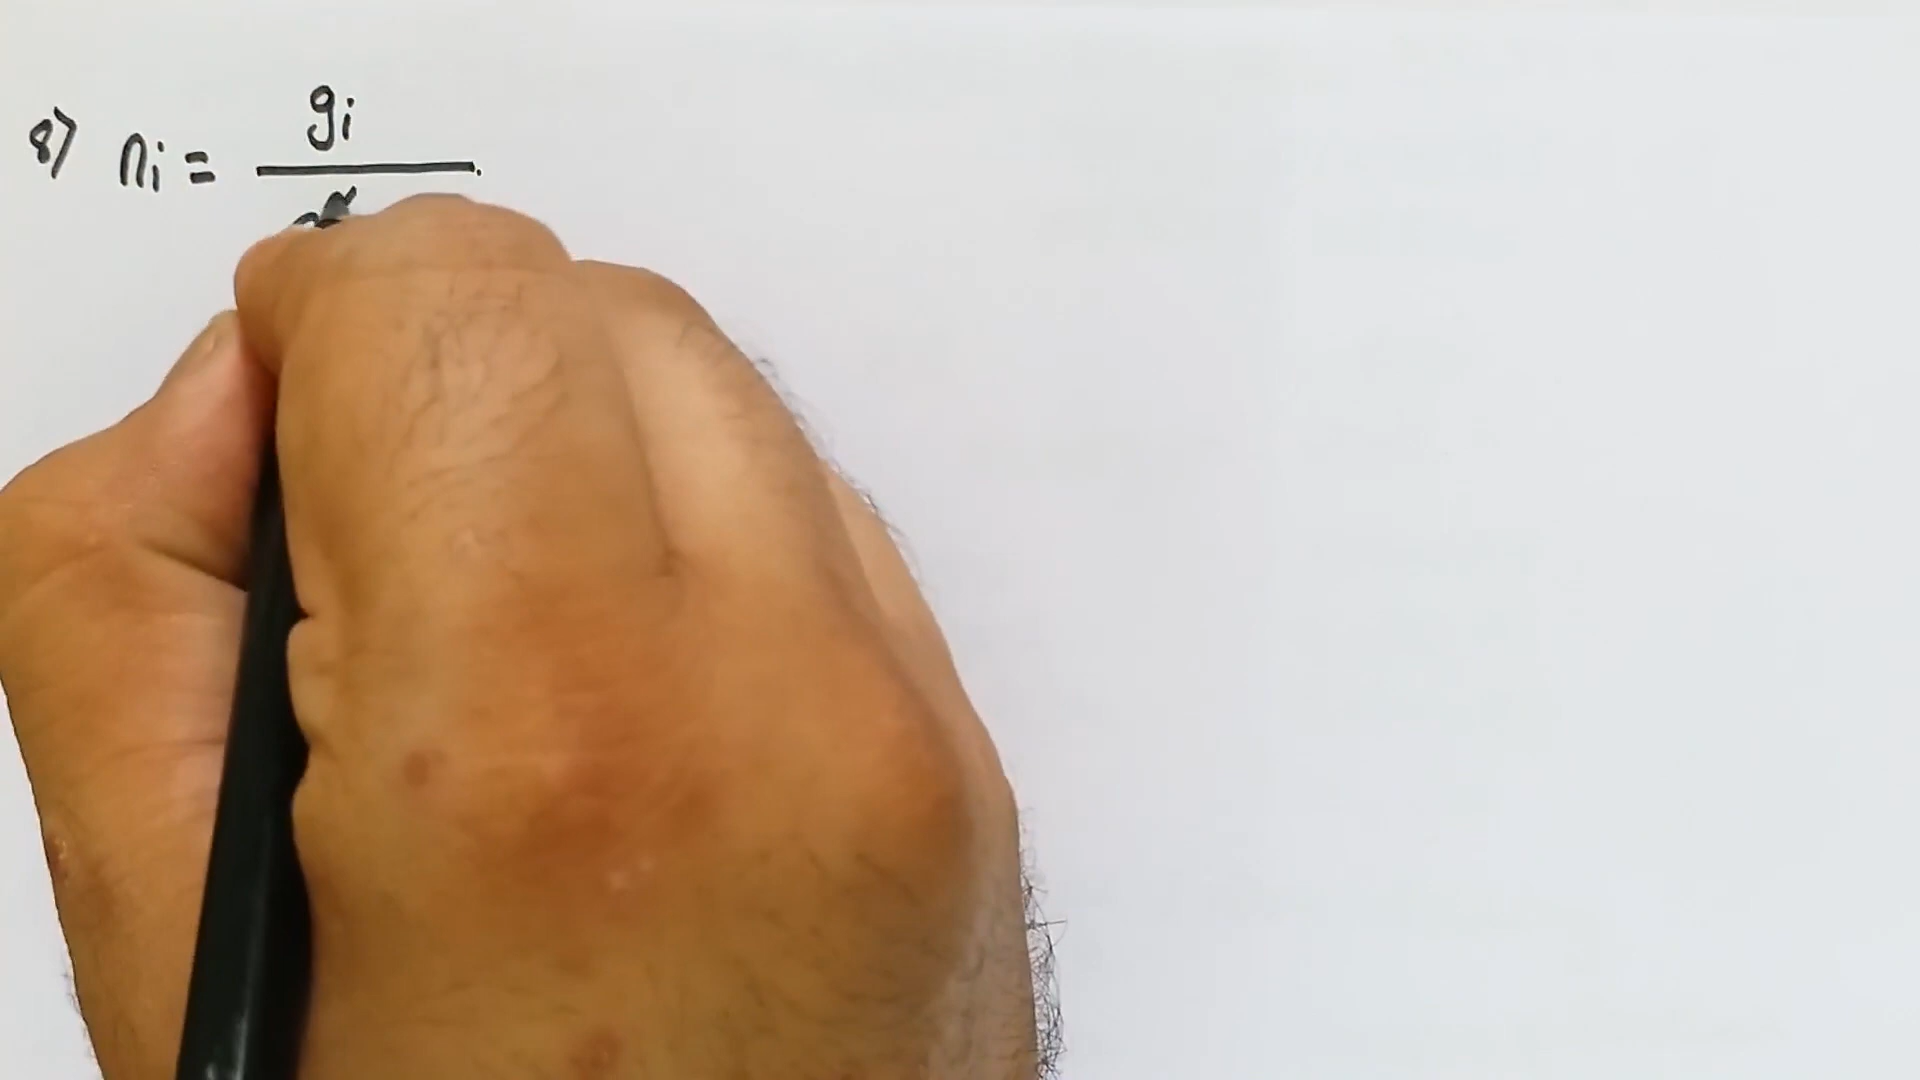 8) ni = gi